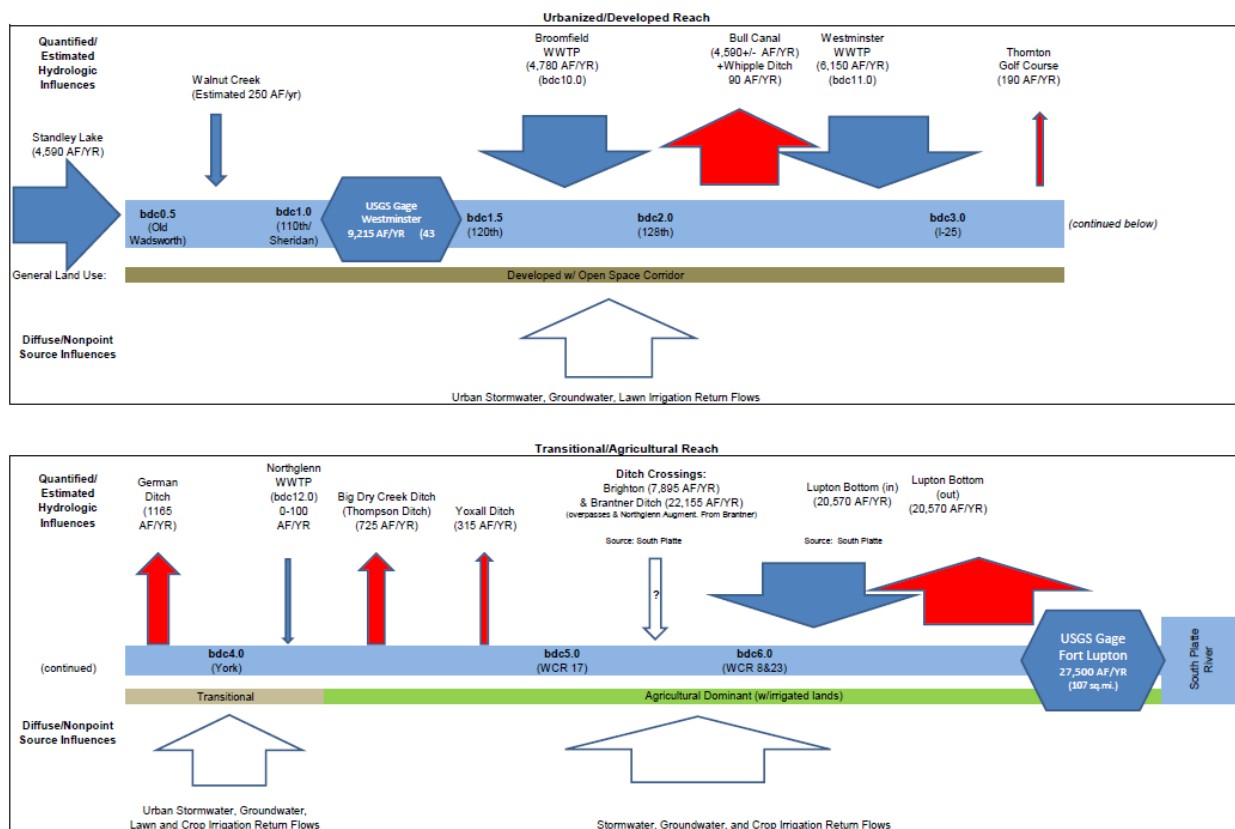 Urbanized/Developed Reach
Quantified/
Estimated
Hydrologic
Influences
Walnut Creek
(Estimated 250 AF/yr)
Broomfield
WWTP
(4,780 AF/YR)
(bdc10.0)
Bull Canal
(4,590+/- AF/YR)
+Whipple Ditch
90 AF/YR)
Westminster
WWTP
(6,150 AF/YR)
(bdc11.0)
Thornton
Golf Course
(190 AF/YR)
Standley Lake
(4,590 AF/YR)
bdc0.5
(Old
Wadsworth)
bdc1.0
(110th/
Sheridan)
USGS Gage
Westminster
9,215 AF/YR (43
bdc1.5
(120th)
bdc2.0
(128th)
bdc3.0
(I-25)
(continued below)
General Land Use:
Developed w/ Open Space Corridor
Diffuse/Nonpoint
Source Influences
Urban Stormwater, Groundwater, Lawn Irrigation Return Flows
Transitional/Agricultural Reach
Quantified/
Estimated
Hydrologic
Influences
German
Ditch
(1165
AF/YR)
Northglenn
WWTP
(bdc12.0)
0-100
AF/YR
Big Dry Creek Ditch
(Thompson Ditch)
(725 AF/YR)
Yoxall Ditch
(315 AF/YR)
Ditch Crossings:
Brighton (7,895 AF/YR)
& Brantner Ditch (22,155 AF/YR)
(overpasses & Northglenn Augment. From Brantner)
Source: South Platte
?
Lupton Bottom (in)
(20,570 AF/YR)
Source: South Platte
Lupton Bottom
(out)
(20,570 AF/YR)
(continued)
bdc4.0
(York)
bdc5.0
(WCR 17)
bdc6.0
(WCR 8&23)
USGS Gage
Fort Lupton
27,500 AF/YR
(107 sq.mi.)
South Platte
River
Transitional
Agricultural Dominant (w/irrigated lands)
Diffuse/Nonpoint
Source Influences
Urban Stormwater, Groundwater,
Lawn and Crop Irrigation Return Flows
Stormwater, Groundwater, and Crop Irrigation Return Flows